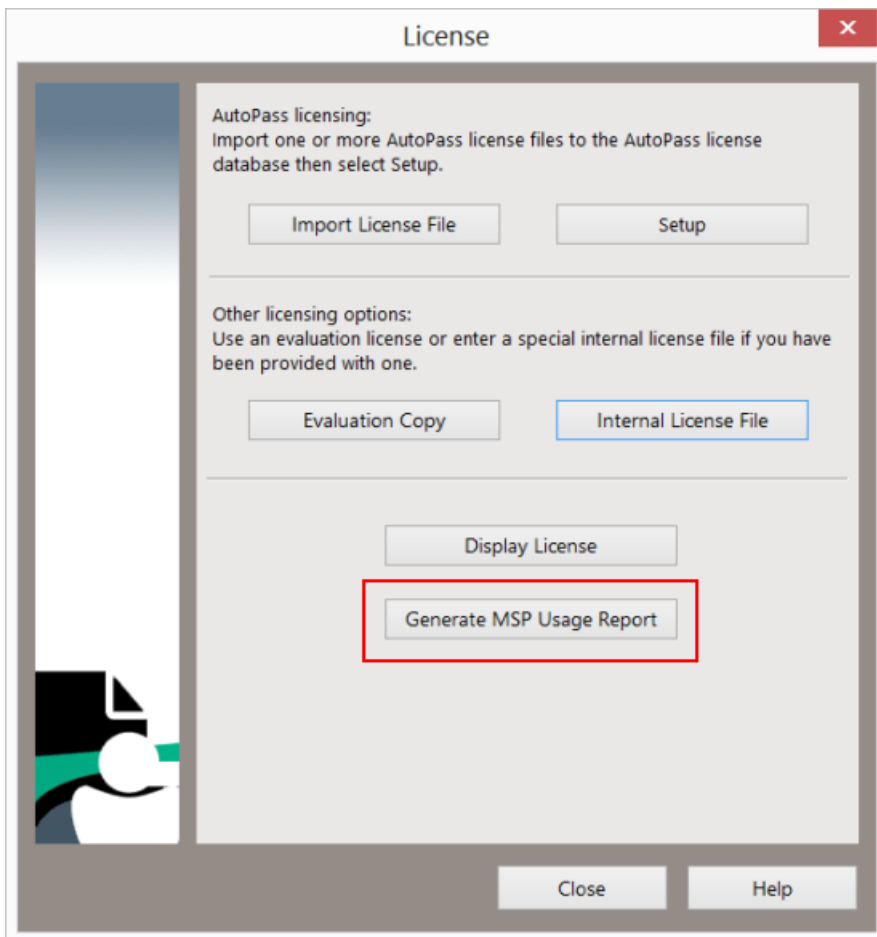 License
AutoPass licensing:
Import one or more AutoPass license files to the AutoPass license
database then select Setup.
Import License File
Setup
Other licensing options:
Use an evaluation license or enter a special internal license file if you have
been provided with one.
Evaluation Copy
Internal License File
Display License
Generate MSP Usage Report
Close
Help